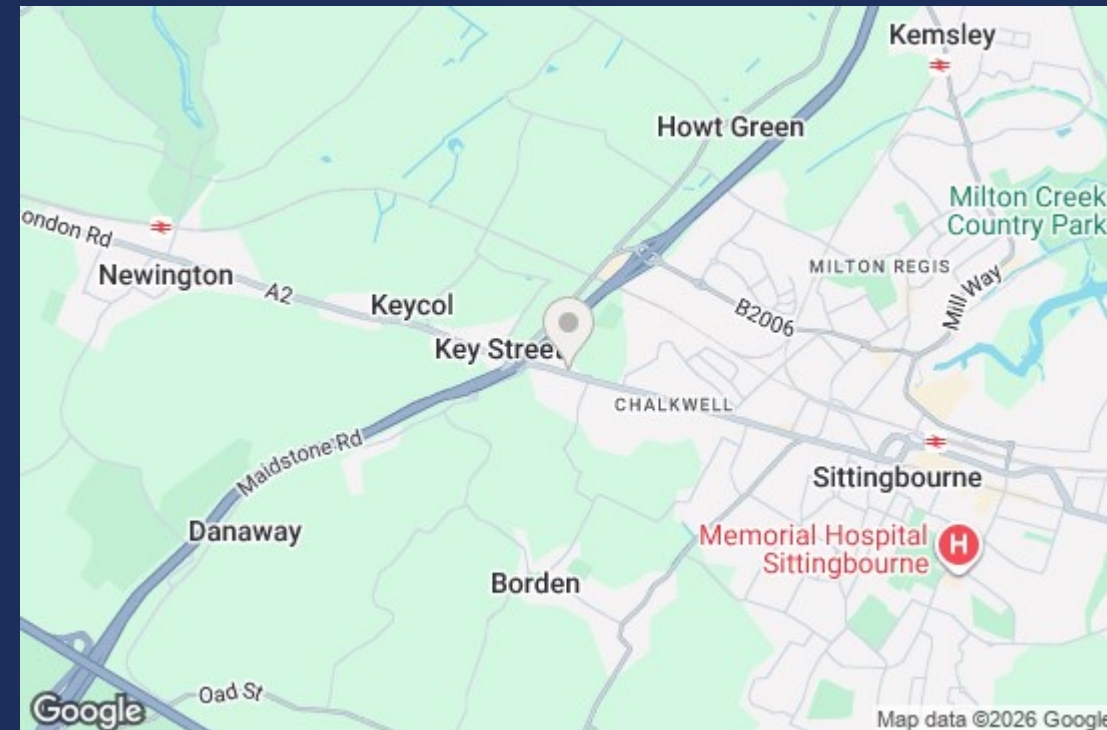 Kemsley
Howt Green
Milton Creek
Country Park
ondon Rd
Newington
A2
Keycol
MILTON REGIS
Mill Way
B2006
Key Street
CHALKWELL
Maidstone Rd
Sittingbourne
Danaway
Memorial Hospital
Sittingbourne
H
Borden
Oad St
Google
Map data ©2026 Google